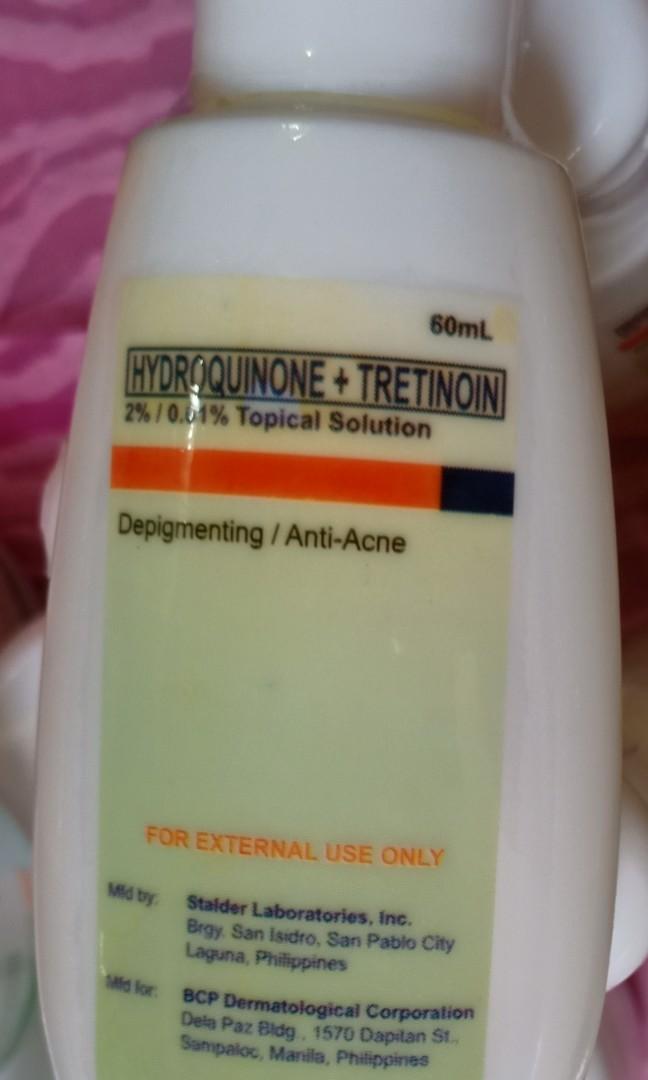 60mL
HYDROQUINONE + TRETINOIN
2% / 0.01% Topical Solution
Depigmenting / Anti-Acne
FOR EXTERNAL USE ONLY
Mfd by: Stalder Laboratories, Inc.
Brgy. San Isidro, San Pablo City
Laguna, Philippines
Mfd for: BCP Dermatological Corporation
Dela Paz Bldg., 1570 Dapitan St.,
Sampaloc, Manila, Philippines